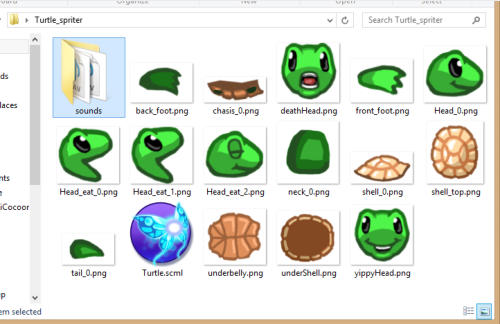 Organize New Open Select
Turtle_spriter
Search Turtle_spriter
sounds back_foot.png chasis_0.png deathHead.png front_foot.png Head_0.png
Head_eat_0.png Head_eat_1.png Head_eat_2.png neck_0.png shell_0.png shell_top.png
tail_0.png Turtle.scml underbelly.png underShell.png yippyHead.png
ds
laces
nts
iCocoor
p
em selected